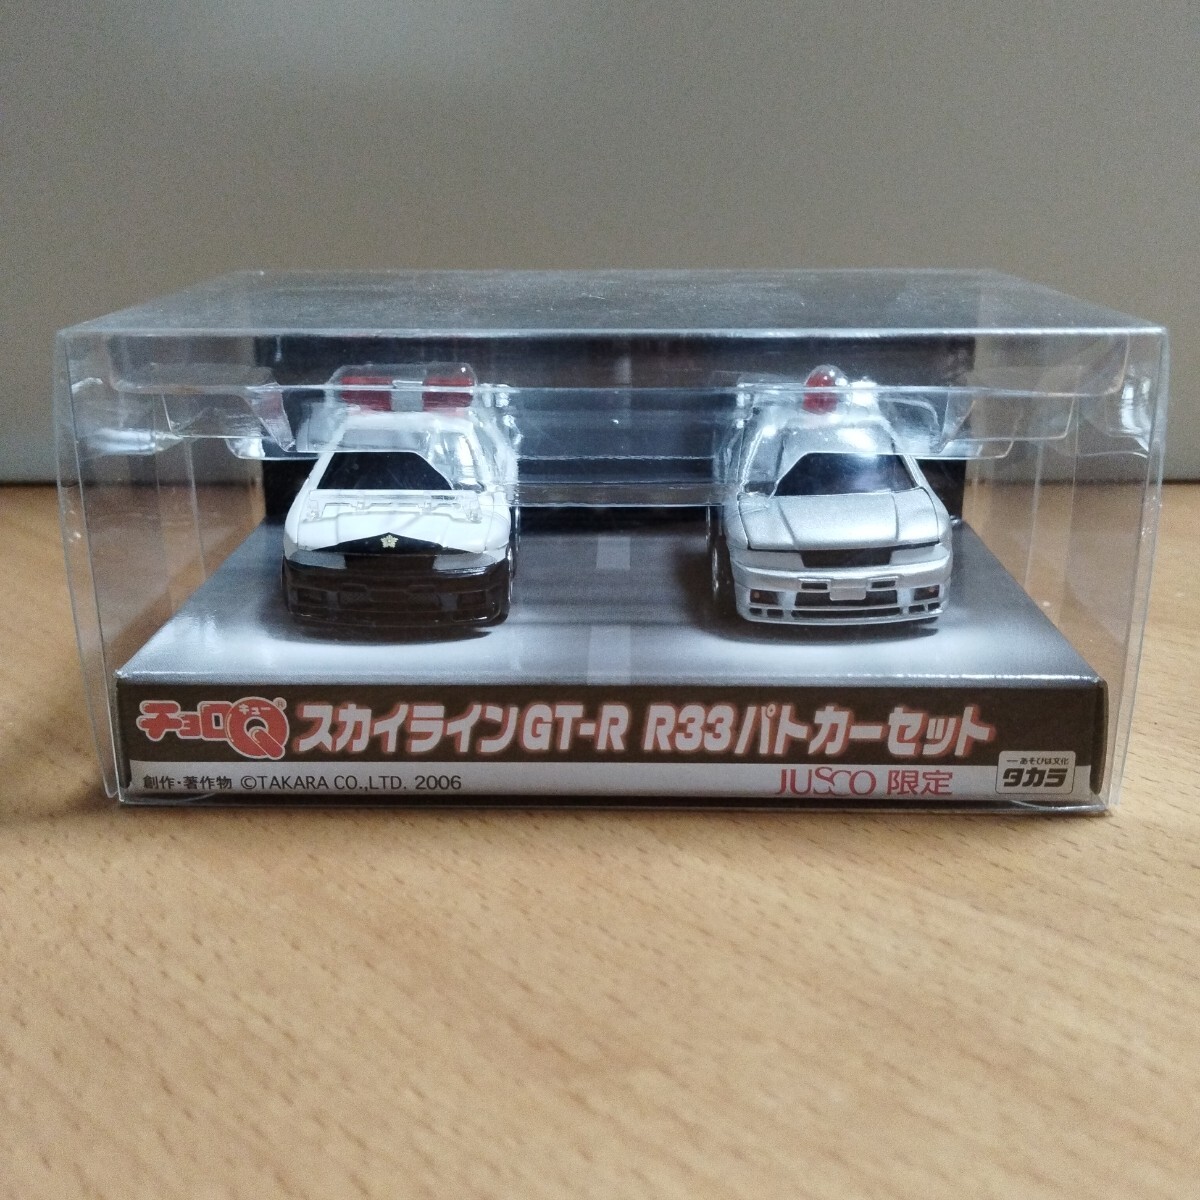 チョロQ キュー ® スカイラインGT-R R33パトカーセット
創作・著作物 ©TAKARA CO.,LTD. 2006 JUSCO 限定
あそびは文化
タカラ